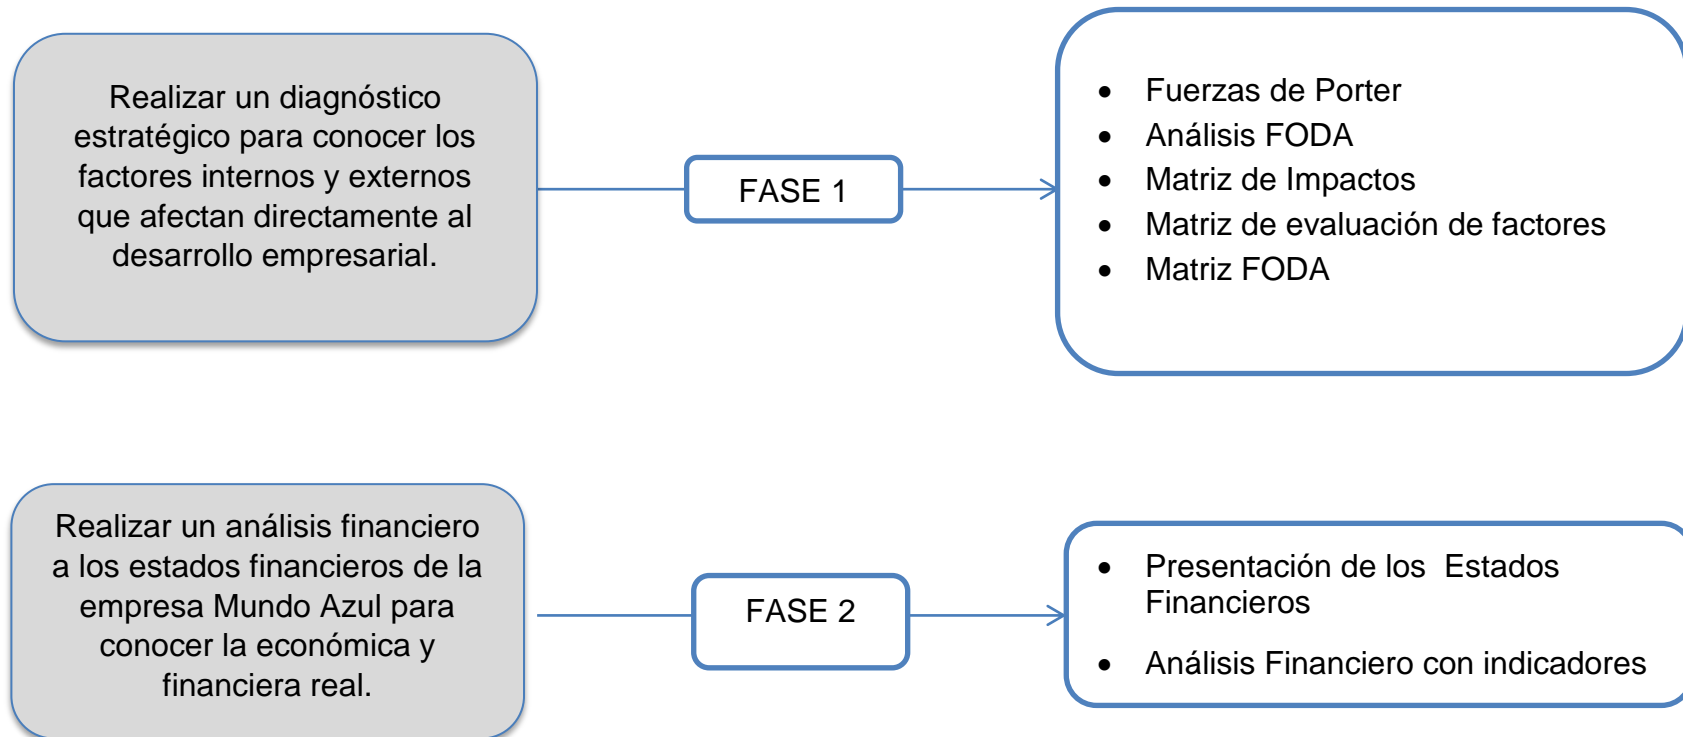 Realizar un diagnóstico
estratégico para conocer los
factores internos y externos
que afectan directamente al
desarrollo empresarial.
FASE 1
• Fuerzas de Porter
• Análisis FODA
• Matriz de Impactos
• Matriz de evaluación de factores
• Matriz FODA
Realizar un análisis financiero
a los estados financieros de la
empresa Mundo Azul para
conocer la económica y
financiera real.
FASE 2
• Presentación de los  Estados
Financieros
• Análisis Financiero con indicadores